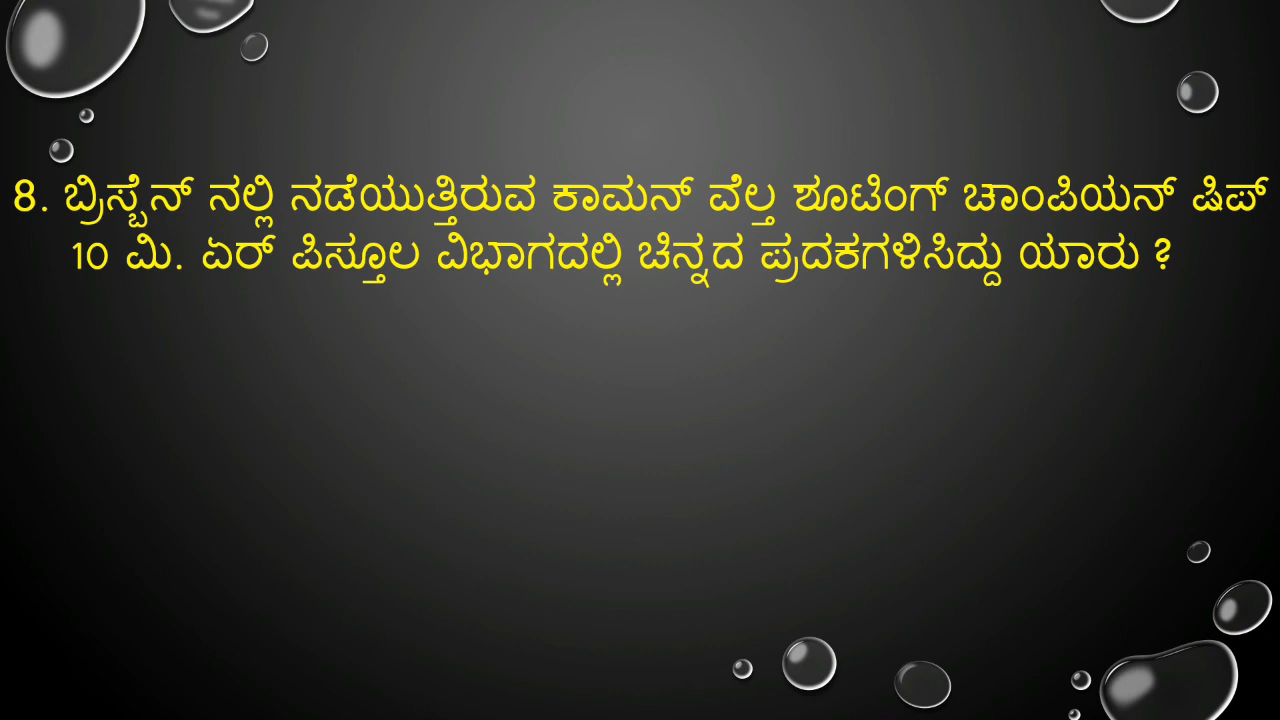 8. ಬ್ರಿಸ್ಬೆನ್ ನಲ್ಲಿ ನಡೆಯುತ್ತಿರುವ ಕಾಮನ್ ವೆಲ್ತ ಶೂಟಿಂಗ್ ಚಾಂಪಿಯನ್ ಷಿಪ್
10 ಮಿ. ಏರ್ ಪಿಸ್ತೂಲ ವಿಭಾಗದಲ್ಲಿ ಚಿನ್ನದ ಪ್ರದಕಗಳಿಸಿದ್ದು ಯಾರು ?